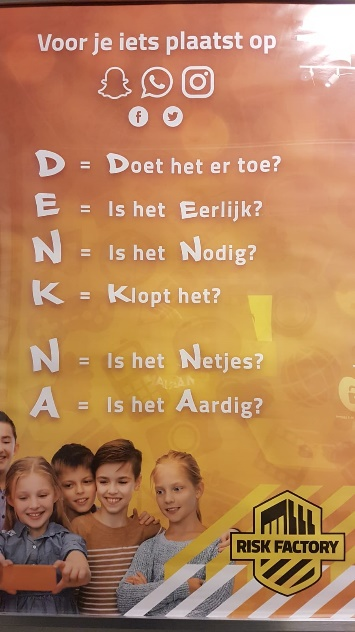 Voor je iets plaatst op
D = Doet het er toe?
E = Is het Eerlijk?
N = Is het Nodig?
K = Klopt het?
N = Is het Netjes?
A = Is het Aardig?
RISK FACTORY